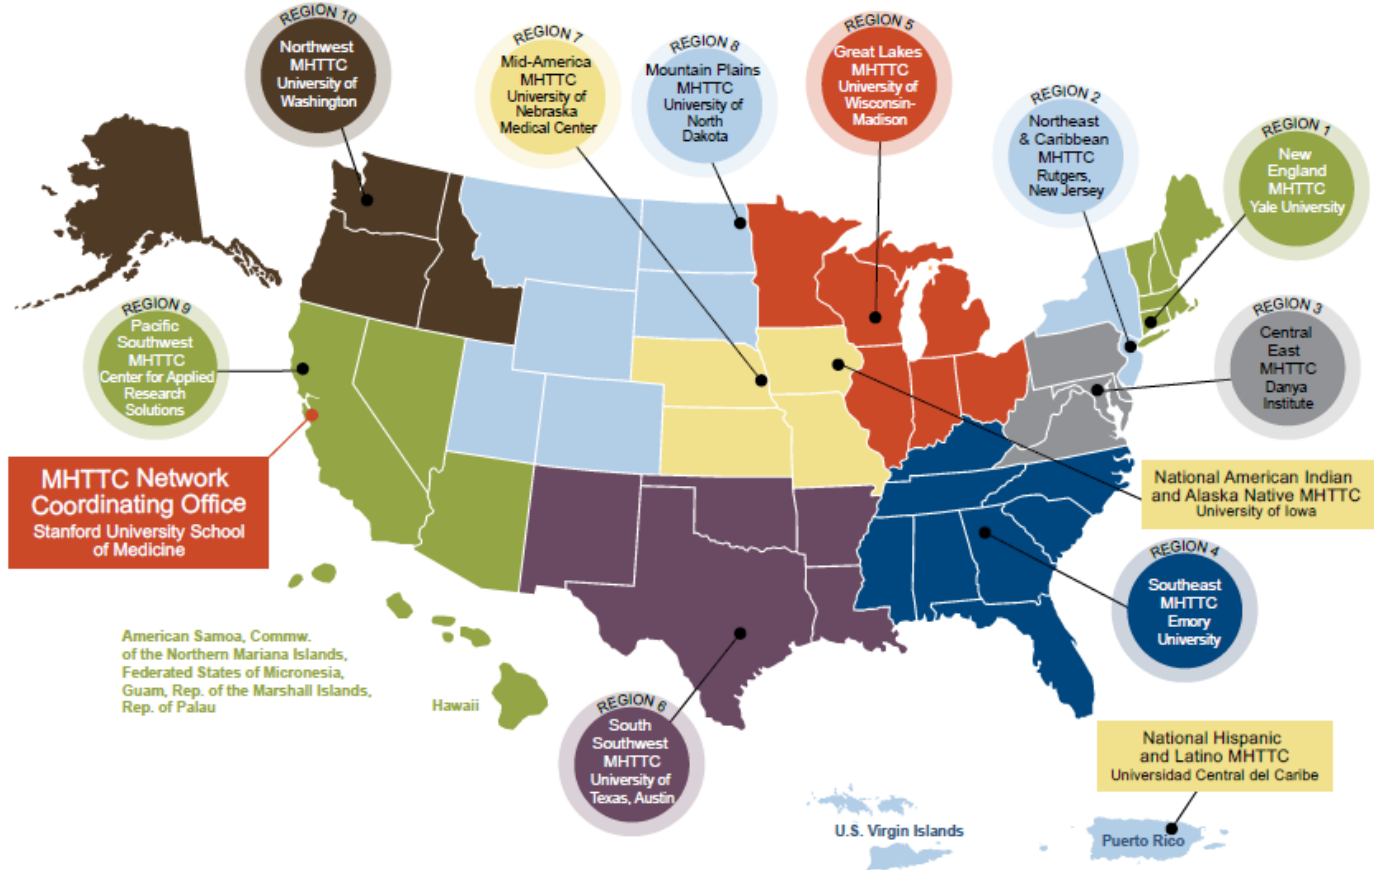 REGION 10
Northwest
MHTTC
University of
Washington
REGION 7
Mid-America
MHTTC
University of
Nebraska
Medical Center
REGION 8
Mountain Plains
MHTTC
University of
North
Dakota
REGION 5
Great Lakes
MHTTC
University of
Wisconsin-
Madison
REGION 2
Northeast
& Caribbean
MHTTC
Rutgers,
New Jersey
REGION 1
New
England
MHTTC
Yale University
REGION 9
Pacific
Southwest
MHTTC
Center for Applied
Research
Solutions
REGION 3
Central
East
MHTTC
Danya
Institute
MHTTC Network
Coordinating Office
Stanford University School
of Medicine
National American Indian
and Alaska Native MHTTC
University of Iowa
REGION 4
Southeast
MHTTC
Emory
University
American Samoa, Commw.
of the Northern Mariana Islands,
Federated States of Micronesia,
Guam, Rep. of the Marshall Islands,
Rep. of Palau
Hawaii
REGION 6
South
Southwest
MHTTC
University of
Texas, Austin
National Hispanic
and Latino MHTTC
Universidad Central del Caribe
U.S. Virgin Islands
Puerto Rico